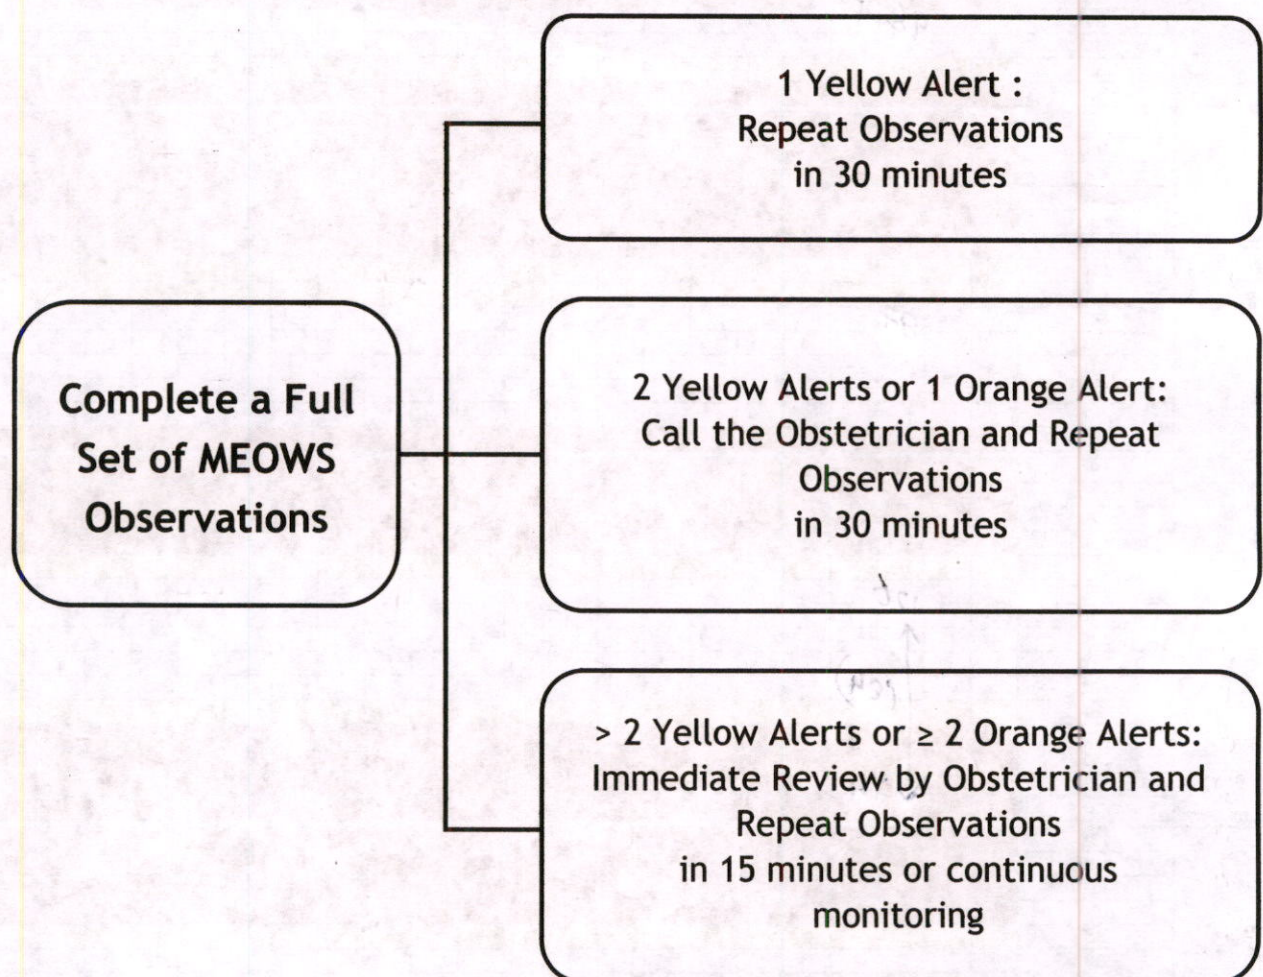 1 Yellow Alert :
Repeat Observations
in 30 minutes
Complete a Full
Set of MEOWS
Observations
2 Yellow Alerts or 1 Orange Alert:
Call the Obstetrician and Repeat
Observations
in 30 minutes
> 2 Yellow Alerts or ≥ 2 Orange Alerts:
Immediate Review by Obstetrician and
Repeat Observations
in 15 minutes or continuous
monitoring